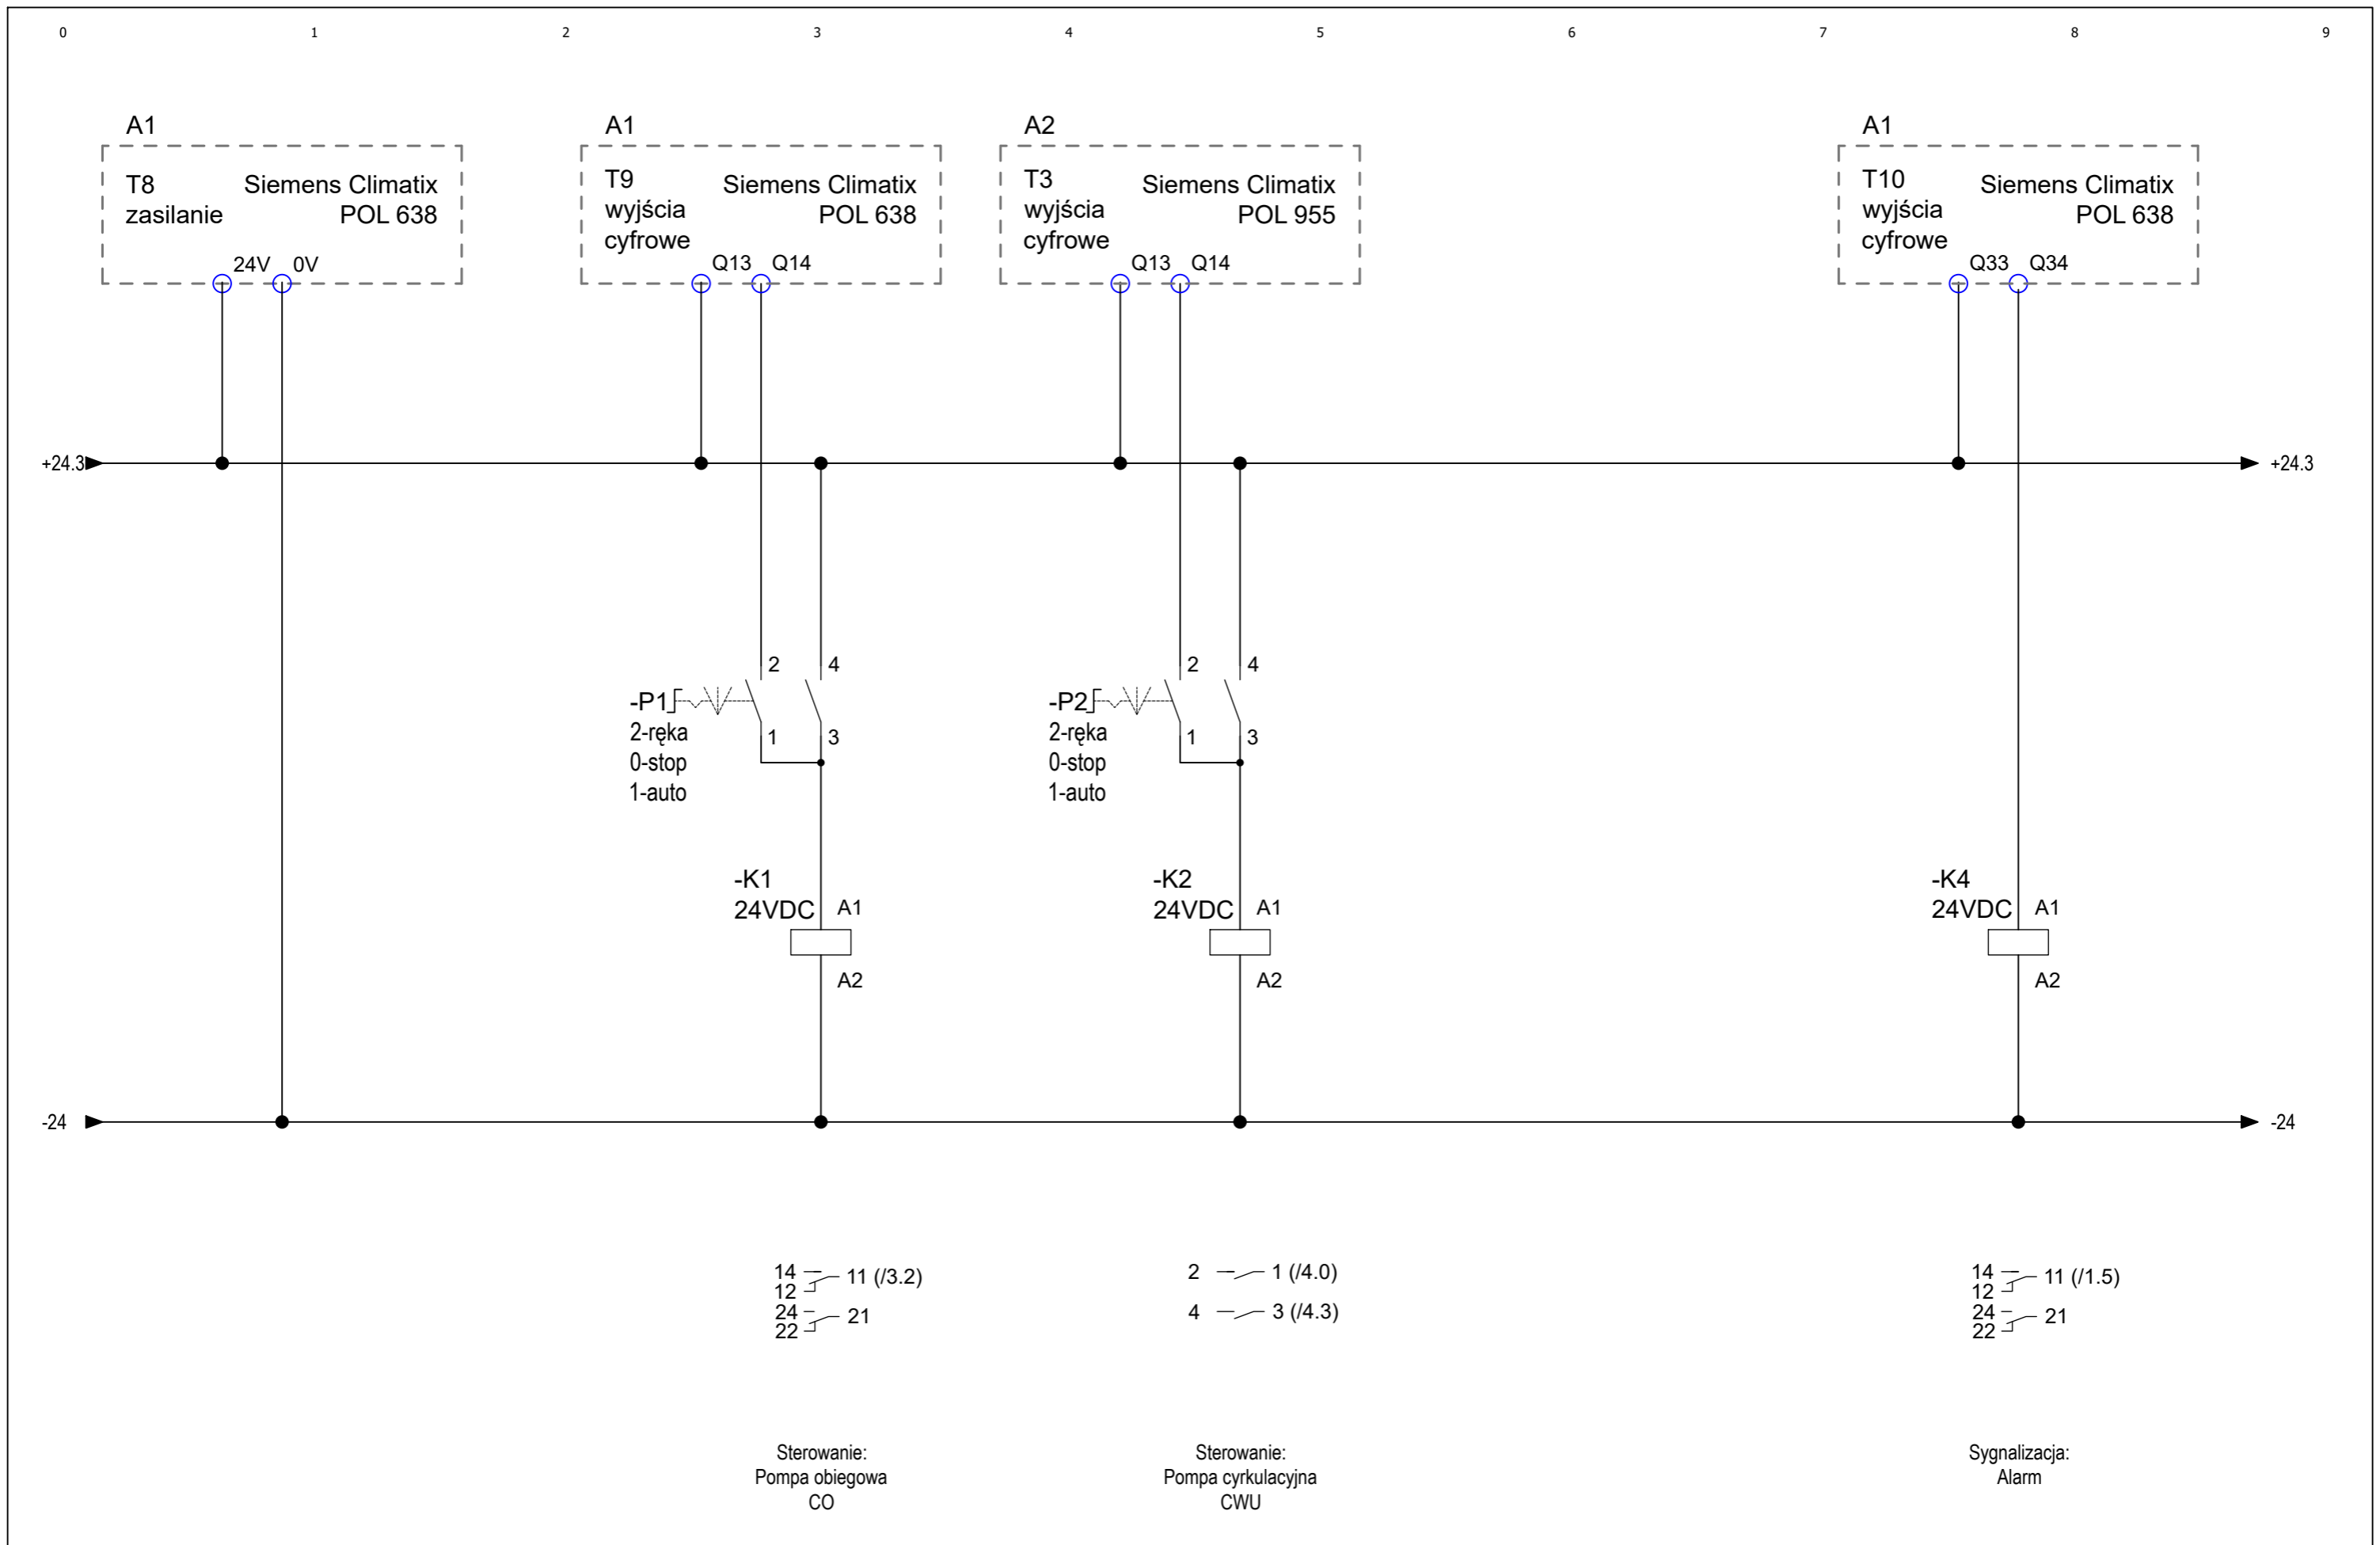 0 1 2 3 4 5 6 7 8 9
A1
T8
zasilanie
Siemens Climatix
POL 638
24V 0V
A1
T9
wyjścia
cyfrowe
Siemens Climatix
POL 638
Q13 Q14
A2
T3
wyjścia
cyfrowe
Siemens Climatix
POL 955
Q13 Q14
A1
T10
wyjścia
cyfrowe
Siemens Climatix
POL 638
Q33 Q34
+24.3 +24.3
2 4
-P1
2-ręka
0-stop
1-auto
1 3
2 4
-P2
2-ręka
0-stop
1-auto
1 3
-K1
24VDC A1
A2
-K2
24VDC A1
A2
-K4
24VDC A1
A2
-24 -24
14 11 (/3.2)
12
24 21
22
2 1 (/4.0)
4 3 (/4.3)
14 11 (/1.5)
12
24 21
22
Sterowanie:
Pompa obiegowa
CO
Sterowanie:
Pompa cyrkulacyjna
CWU
Sygnalizacja:
Alarm